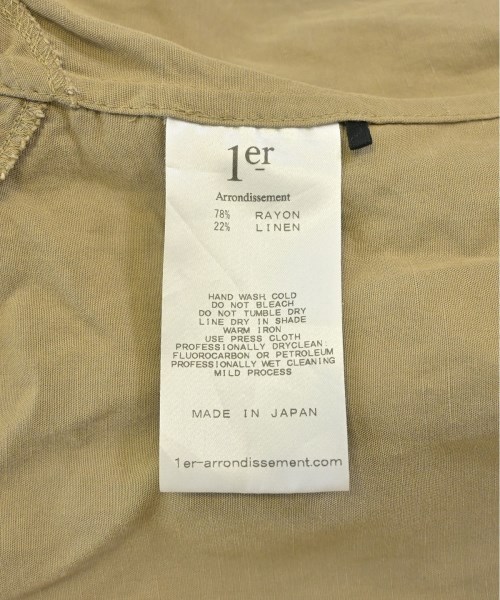 1er
Arrondissement
78% RAYON
22% LINEN
HAND WASH COLD
DO NOT BLEACH
DO NOT TUMBLE DRY
LINE DRY IN SHADE
WARM IRON
USE PRESS CLOTH
PROFESSIONALLY DRYCLEAN:
FLUOROCARBON OR PETROLEUM
PROFESSIONALLY WET CLEANING
MILD PROCESS
MADE IN JAPAN
1er-arrondissement.com